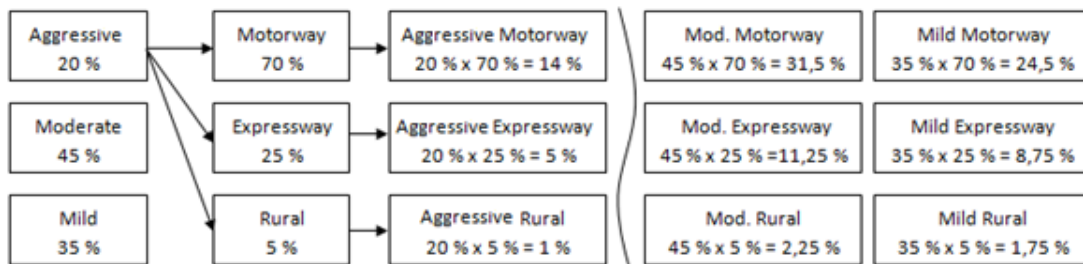 Aggressive
20 %
Motorway
70 %
Aggressive Motorway
20 % x 70 % = 14 %
Mod. Motorway
45 % x 70 % = 31,5 %
Mild Motorway
35 % x 70 % = 24,5 %
Moderate
45 %
Expressway
25 %
Aggressive Expressway
20 % x 25 % = 5 %
Mod. Expressway
45 % x 25 % =11,25 %
Mild Expressway
35 % x 25 % = 8,75 %
Mild
35 %
Rural
5 %
Aggressive Rural
20 % x 5 % = 1 %
Mod. Rural
45 % x 5 % = 2,25 %
Mild Rural
35 % x 5 % = 1,75 %